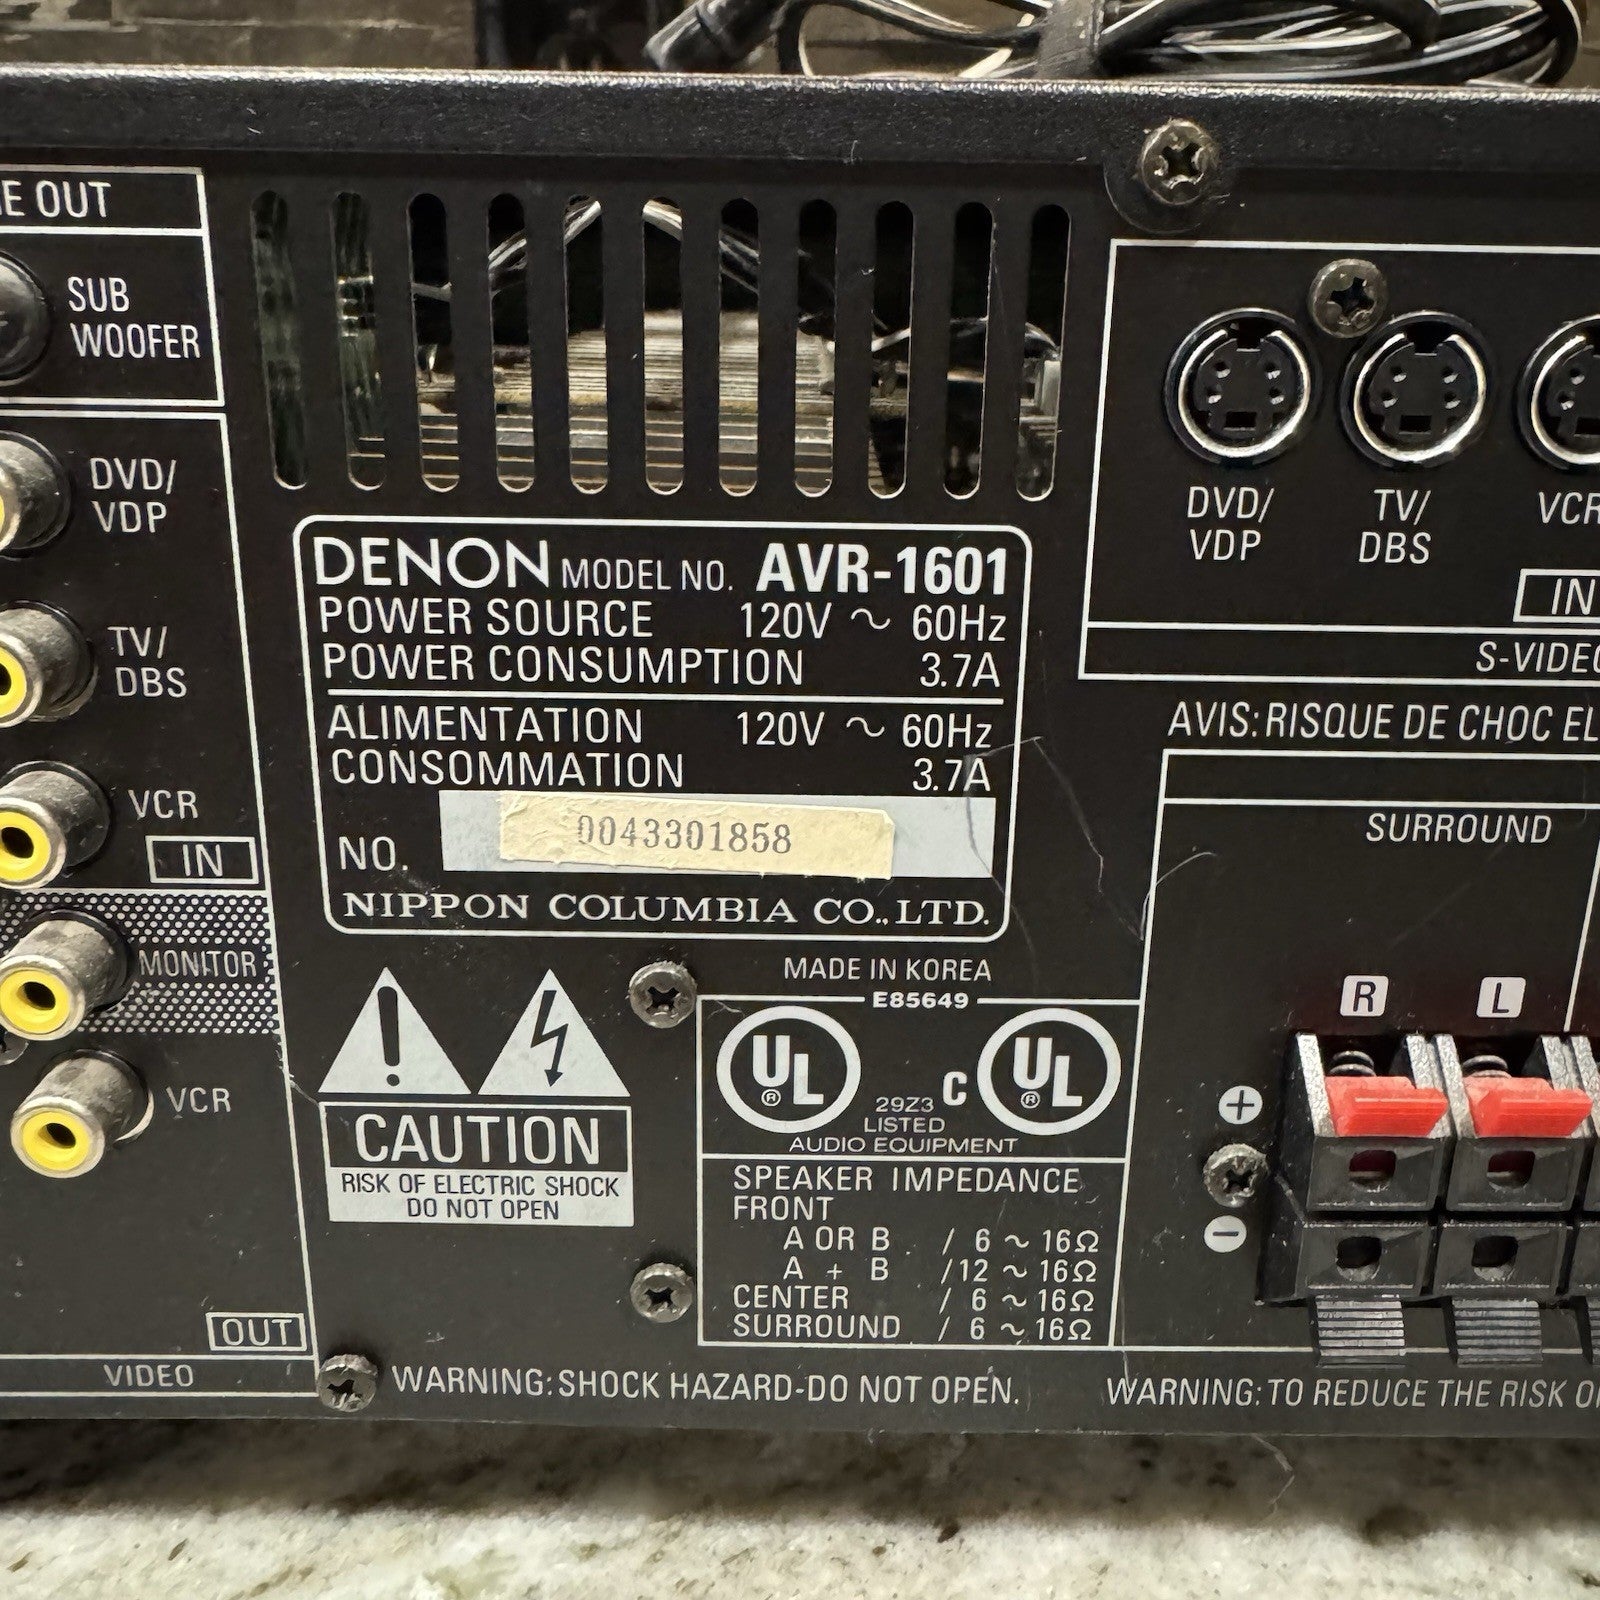 E OUT
SUB
WOOFER
DVD/
VDP
TV/
DBS
VCR
IN
MONITOR
VCR
OUT
VIDEO
DENON MODEL NO. AVR-1601
POWER SOURCE 120V ~ 60Hz
POWER CONSUMPTION 3.7A
ALIMENTATION 120V ~ 60Hz
CONSOMMATION 3.7A
NO. 0043301858
NIPPON COLUMBIA CO., LTD.
MADE IN KOREA
E85649
UL ®
C UL ®
29Z3
LISTED
AUDIO EQUIPMENT
CAUTION
RISK OF ELECTRIC SHOCK
DO NOT OPEN
SPEAKER IMPEDANCE
FRONT
A OR B / 6 ~ 16Ω
A + B /12 ~ 16Ω
CENTER / 6 ~ 16Ω
SURROUND / 6 ~ 16Ω
WARNING: SHOCK HAZARD-DO NOT OPEN.
DVD/
VDP
TV/
DBS
VCR
IN
S-VIDEO
AVIS: RISQUE DE CHOC EL
SURROUND
R L
+
−
WARNING: TO REDUCE THE RISK O